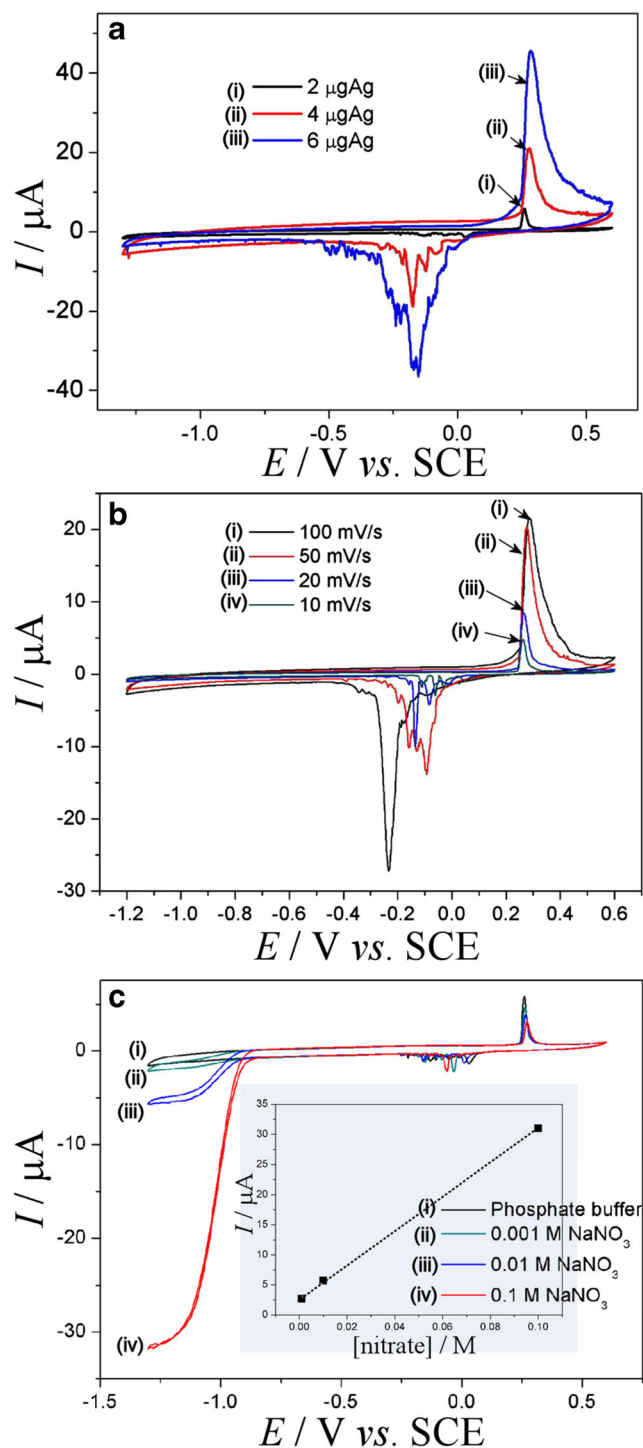 a
(i) 2 μgAg
(ii) 4 μgAg
(iii) 6 μgAg
(iii)
(ii)
(i)
40
20
0
-20
-40
I / μA
-1.0 -0.5 0.0 0.5
E / V vs. SCE
b
(i) 100 mV/s
(ii) 50 mV/s
(iii) 20 mV/s
(iv) 10 mV/s
(i)
(ii)
(iii)
(iv)
20
10
0
-10
-20
-30
I / μA
-1.2 -1.0 -0.8 -0.6 -0.4 -0.2 0.0 0.2 0.4 0.6
E / V vs. SCE
c
(i)
(ii)
(iii)
(iv)
0
-5
-10
-15
-20
-25
-30
I / μA
35
30
25
20
15
10
5
0
I / μA
0.00 0.02 0.04 0.06 0.08 0.10
[nitrate] / M
(i) Phosphate buffer
(ii) 0.001 M NaNO₃
(iii) 0.01 M NaNO₃
(iv) 0.1 M NaNO₃
-1.5 -1.0 -0.5 0.0 0.5
E / V vs. SCE